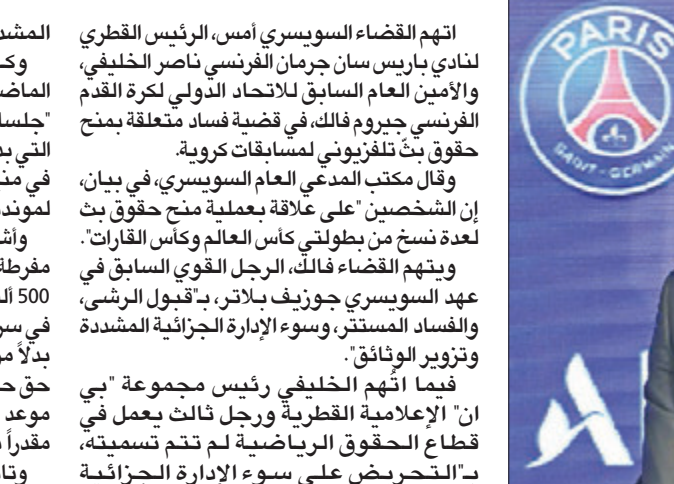 اتهم القضاء السويسري أمس، الرئيس القطري
لنادي باريس سان جرمان الفرنسي ناصر الخليفي،
والأمين العام السابق للاتحاد الدولي لكرة القدم
الفرنسي جيروم فالك، في قضية فساد متعلقة بمنح
حقوق بثّ تلفزيوني لمسابقات كروية.
وقال مكتب المدعي العام السويسري، في بيان،
إن الشخصين "على علاقة بعملية منح حقوق بث
لعدة نسخ من بطولتي كأس العالم وكأس القارات".
ويتهم القضاء فالك، الرجل القوي السابق في
عهد السويسري جوزيف بلاتر، بـ"قبول الرشى،
والفساد المستتر، وسوء الإدارة الجزائية المشددة
وتزوير الوثائق".
فيما اتُّهم الخليفي رئيس مجموعة "بي
ان" الإعلامية القطرية ورجل ثالث يعمل في
قطاع الحقوق الرياضية لم تتم تسميته،
بـ"التحريض على سوء الإدارة الجزائية
المشد
وكـ
الماض
"جلسا
التي بد
في من
لموند
وأش
مفرطة
500 أل
في سر
بدلاً مر
حق ح
موعد
مقدراً
وتا
PARIS
SAINT-GERMAIN
A